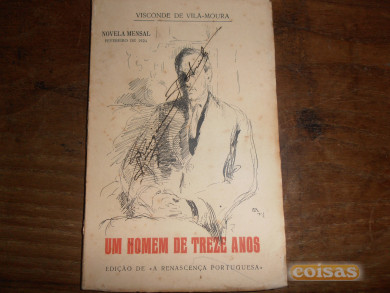 VISCONDE DE VILA-MOURA
NOVELA MENSAL
UM HOMEM DE TREZE ANOS
EDIÇÃO DE «A RENASCENÇA PORTUGUESA»
coisas